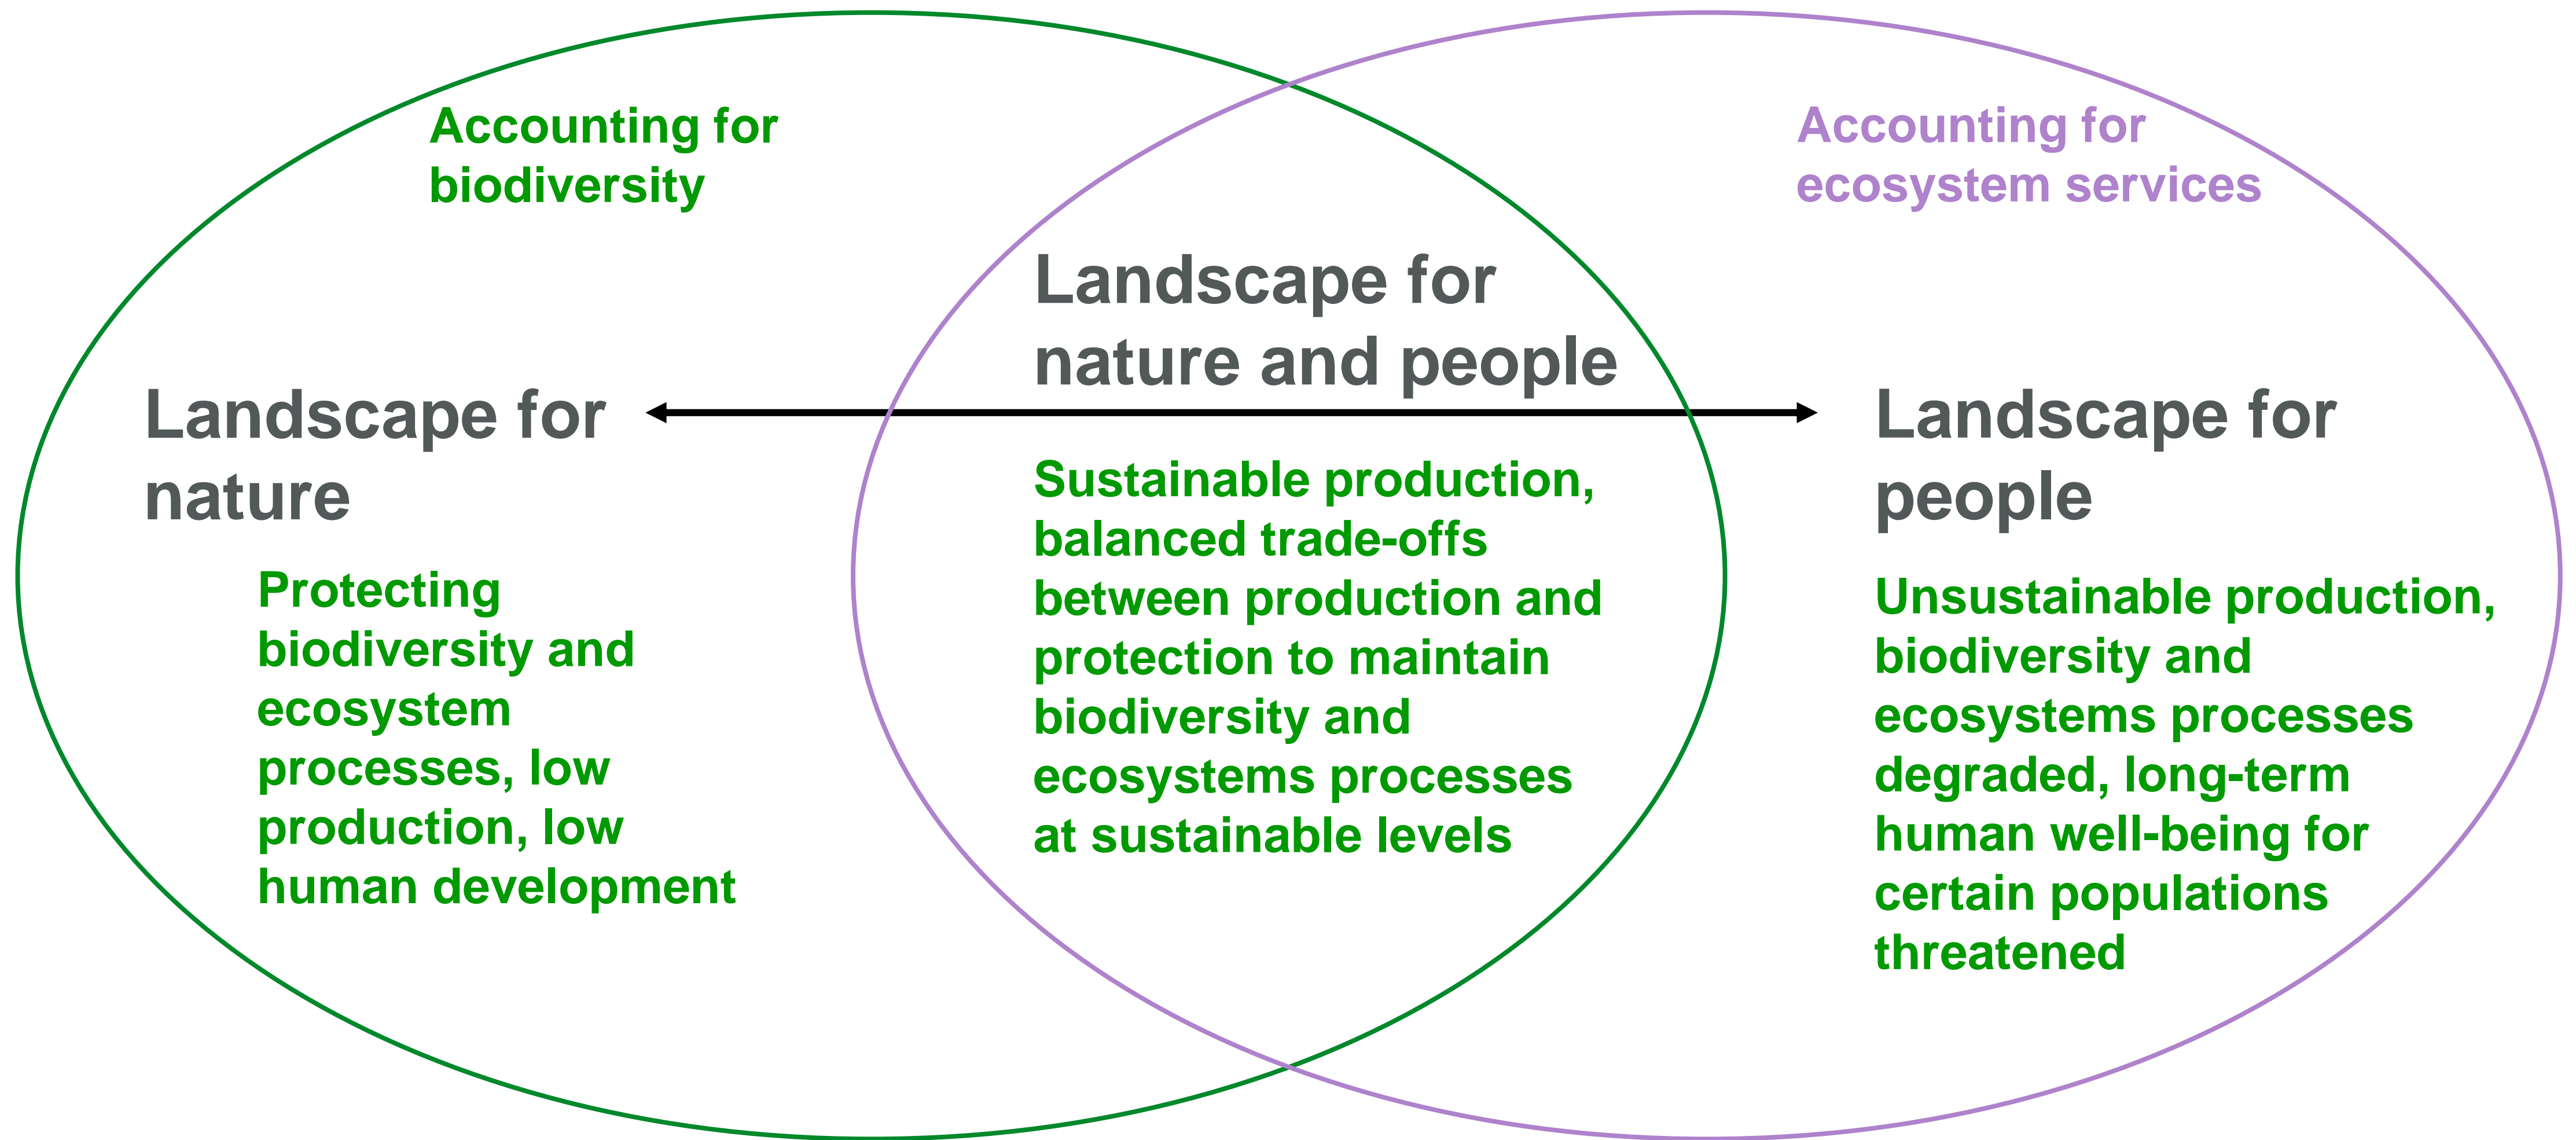 Accounting for
biodiversity
Accounting for
ecosystem services
Landscape for
nature and people
Landscape for
nature
Landscape for
people
Protecting
biodiversity and
ecosystem
processes, low
production, low
human development
Sustainable production,
balanced trade-offs
between production and
protection to maintain
biodiversity and
ecosystems processes
at sustainable levels
Unsustainable production,
biodiversity and
ecosystems processes
degraded, long-term
human well-being for
certain populations
threatened